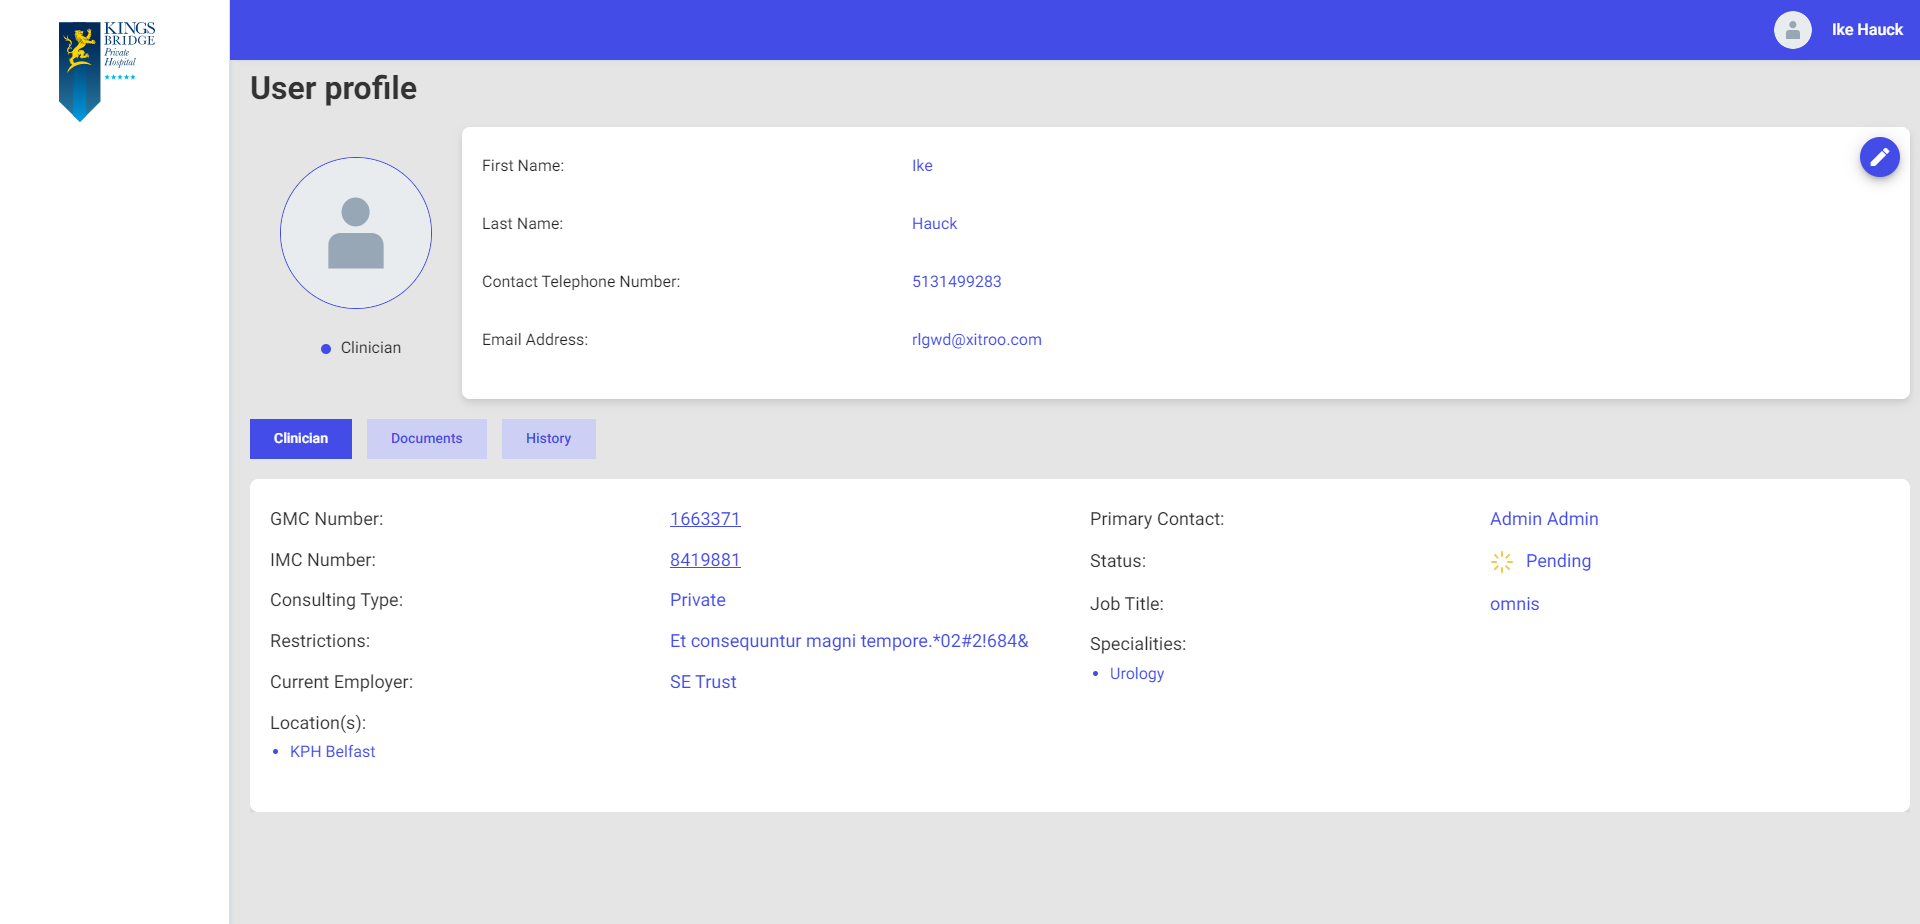 KINGS
BRIDGE
Private
Hospital
Ike Hauck
User profile
First Name: Ike
Last Name: Hauck
Contact Telephone Number: 5131499283
Email Address: rlgwd@xitroo.com
Clinician
Clinician Documents History
GMC Number: 1663371
IMC Number: 8419881
Consulting Type: Private
Restrictions: Et consequuntur magni tempore.*02#2!684&
Current Employer: SE Trust
Location(s):
• KPH Belfast
Primary Contact: Admin Admin
Status: Pending
Job Title: omnis
Specialities:
• Urology